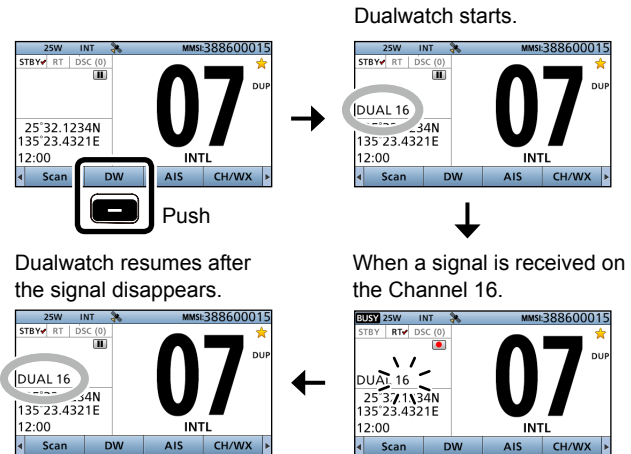 25W INT MMSI:388600015
STBY RT DSC (0)
07
DUP
25°32.1234N
135°23.4321E
12:00
INTL
Scan DW AIS CH/WX
Push
Dualwatch starts.
25W INT MMSI:388600015
STBY RT DSC (0)
07
DUP
DUAL 16
135°23.4321E
12:00
INTL
Scan DW AIS CH/WX
When a signal is received on
the Channel 16.
BUSY 25W INT MMSI:388600015
STBY RT DSC (0)
07
DUP
DUAL 16
135°23.4321E
12:00
INTL
Scan DW AIS CH/WX
Dualwatch resumes after
the signal disappears.
25W INT MMSI:388600015
STBY RT DSC (0)
07
DUP
DUAL 16
135°23.4321E
12:00
INTL
Scan DW AIS CH/WX